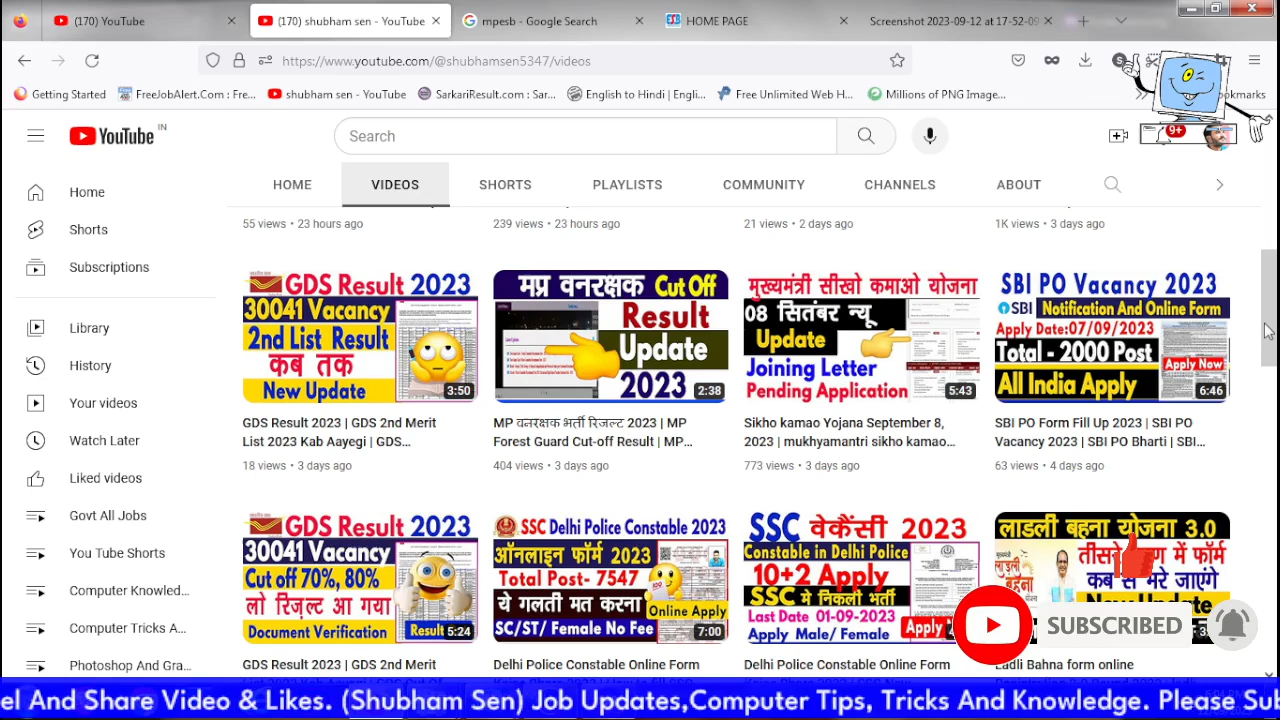 (170) YouTube
(170) shubham sen - YouTube
mpesb - Google Search
HOME PAGE
Screenshot 2023-09-12 at 17-52-09
https://www.youtube.com/@shubhamsen5347/videos
Getting Started
FreeJobAlert.Com : Fre...
shubham sen - YouTube
SarkariResult.com : Sar...
English to Hindi | Engli...
Free Unlimited Web H...
Millions of PNG Image...
YouTube IN
Search
9+
HOME
VIDEOS
SHORTS
PLAYLISTS
COMMUNITY
CHANNELS
ABOUT
Home
Shorts
Subscriptions
Library
History
Your videos
Watch Later
Liked videos
Govt All Jobs
You Tube Shorts
Computer Knowled...
Computer Tricks A...
Photoshop And Gra...
55 views • 23 hours ago
239 views • 23 hours ago
21 views • 2 days ago
1K views • 3 days ago
GDS Result 2023
30041 Vacancy
2nd List Result
कब तक
New Update
3:50
GDS Result 2023 | GDS 2nd Merit
List 2023 Kab Aayegi | GDS...
18 views • 3 days ago
मप्र वनरक्षक Cut Off
Result
Update
2023
2:38
MP वनरक्षक भर्ती रिजल्ट 2023 | MP
Forest Guard Cut-off Result | MP...
404 views • 3 days ago
मुख्यमंत्री सीखो कमाओ योजना
08 सितंबर न्यू
Update
Joining Letter
Pending Application
5:43
Sikho kamao Yojana September 8,
2023 | mukhyamantri sikho kamao...
773 views • 3 days ago
SBI PO Vacancy 2023
SBI Notification And Online Form
Apply Date:07/09/2023
Total - 2000 Post
Apply Now
All India Apply
6:46
SBI PO Form Fill Up 2023 | SBI PO
Vacancy 2023 | SBI PO Bharti | SBI...
63 views • 4 days ago
GDS Result 2023
30041 Vacancy
Cut off 70%, 80%
लो रिज़ल्ट आ गया
Document Verification
Result
5:24
GDS Result 2023 | GDS 2nd Merit
SSC Delhi Police Constable 2023
ऑनलाइन फॉर्म 2023
Total Post- 7547
ये गलती ना करना
Online Apply
SC/ST/ Female No Fee
7:00
Delhi Police Constable Online Form
SSC वेकैंसी 2023
Constable in Delhi Police
10+2 Apply
SSC मे निकली भर्ती
Last Date 01-09-2023
Apply Male/ Female
Apply
Delhi Police Constable Online Form
लाडली बहना योजना 3.0
Ladli Bahna form online
SUBSCRIBED
el And Share Video & Likes. (Shubham Sen) Job Updates,Computer Tips, Tricks And Knowledge. Please Su